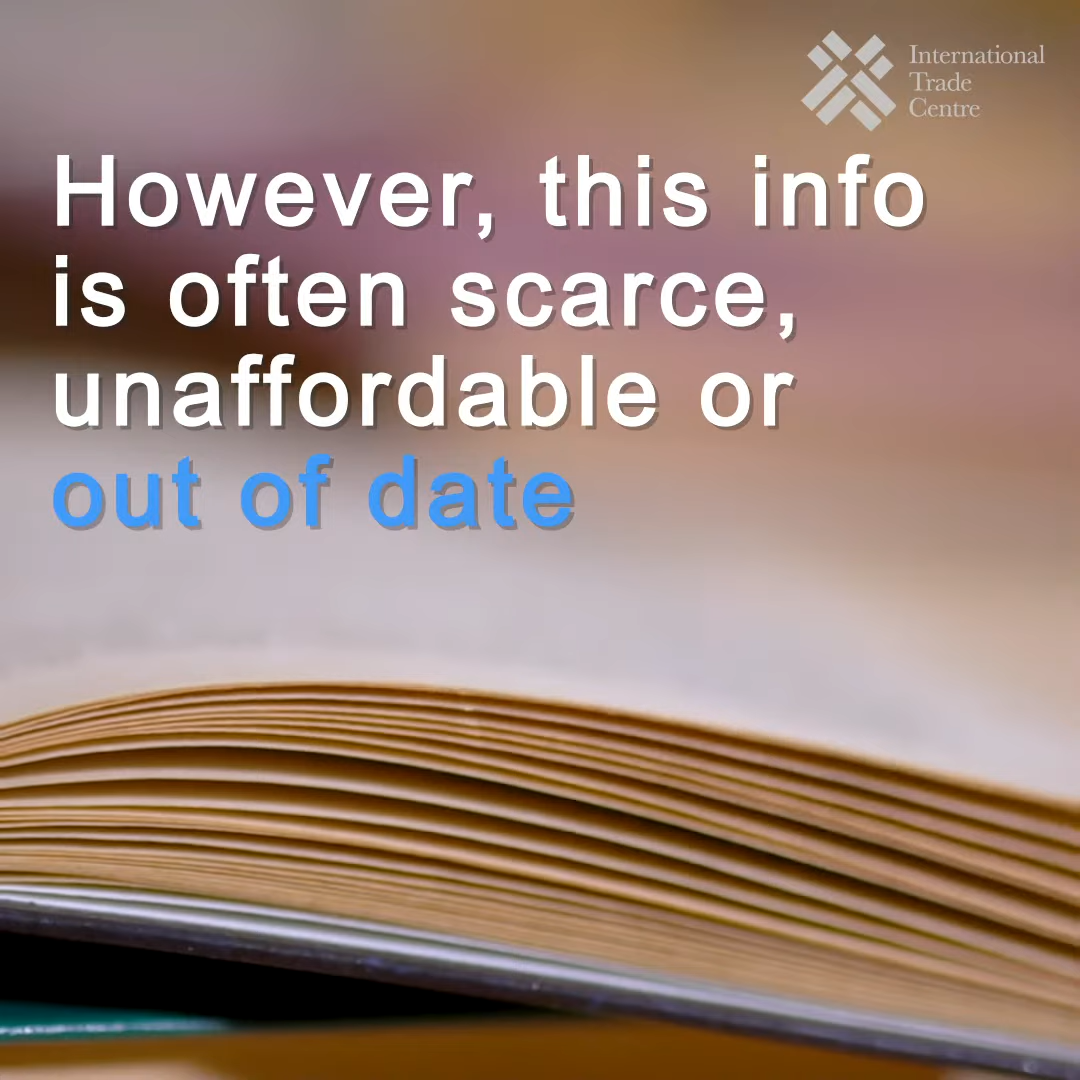 International
Trade
Centre
However, this info
is often scarce,
unaffordable or
out of date